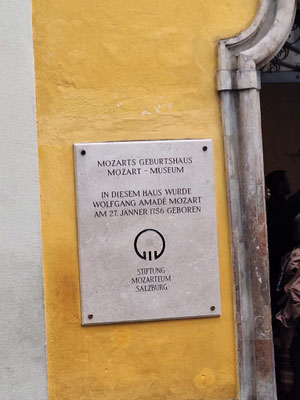 MOZARTS GEBURTSHAUS
MOZART - MUSEUM
IN DIESEM HAUS WURDE
WOLFGANG AMADÉ MOZART
AM 27. JÄNNER 1756 GEBOREN
STIFTUNG
MOZARTEUM
SALZBURG